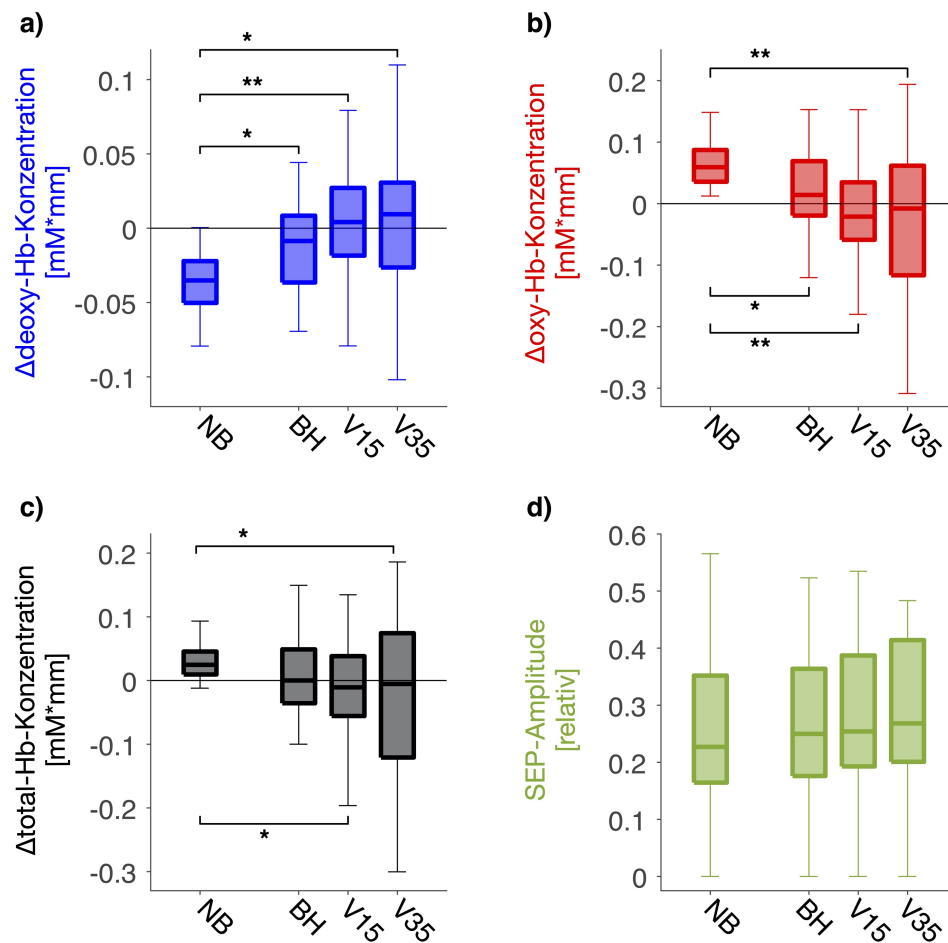 a)
Δdeoxy-Hb-Konzentration
[mM*mm]
0.1
0.05
0
-0.05
-0.1
*
**
*
NB
BH
V15
V35
b)
Δoxy-Hb-Konzentration
[mM*mm]
0.2
0.1
0
-0.1
-0.2
-0.3
**
*
**
NB
BH
V15
V35
c)
Δtotal-Hb-Konzentration
[mM*mm]
0.2
0.1
0
-0.1
-0.2
-0.3
*
*
NB
BH
V15
V35
d)
SEP-Amplitude
[relativ]
0.6
0.5
0.4
0.3
0.2
0.1
0
NB
BH
V15
V35